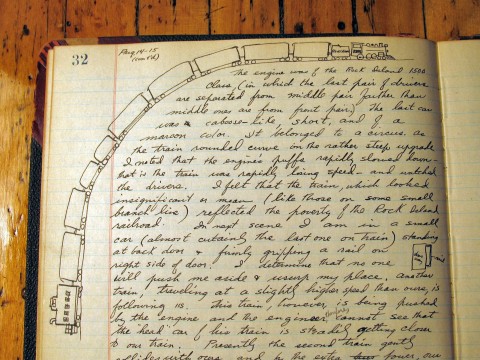 32
Aug 14-15
The engine was of the Rock Island 1500
class (in which the last pair of drivers
are separated from middle pair farther than
middle ones are from front pair). The last car
was a caboose-like, short, and of a
maroon color. It belonged to a circus. As
the train rounded curve on the rather steep upgrade
I noted that the engine's puffs rapidly slowed down-
that is the train was rapidly losing speed - and watched
the drivers. I felt that the train, which looked
insignificant or mean (like those on some small
branch line) reflected the poverty of the Rock Island
railroad. In next scene I am in a small
car (almost certainly the last one on train) standing
at back door & firmly gripping a rail on
right side of door. I determine that no one
will push me aside & usurp my place. Another
train, traveling at a slightly higher speed than ours, is
following us. This train, however, is being pushed
by the engine and the engineer cannot see that
the "head" car of his train is steadily getting closer
to our train. Presently the second train gently
collides with ours and by the extra power, our